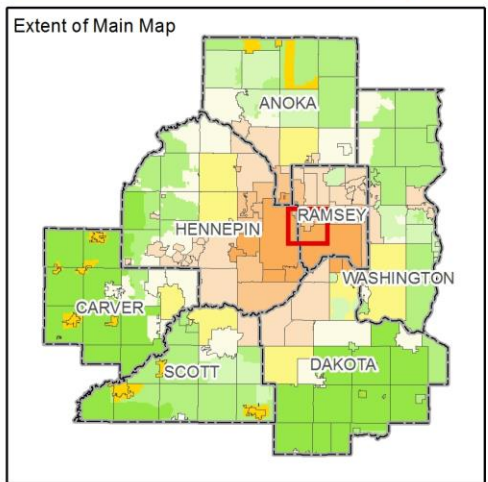 Extent of Main Map
ANOKA
RAMSEY
HENNEPIN
WASHINGTON
CARVER
SCOTT
DAKOTA